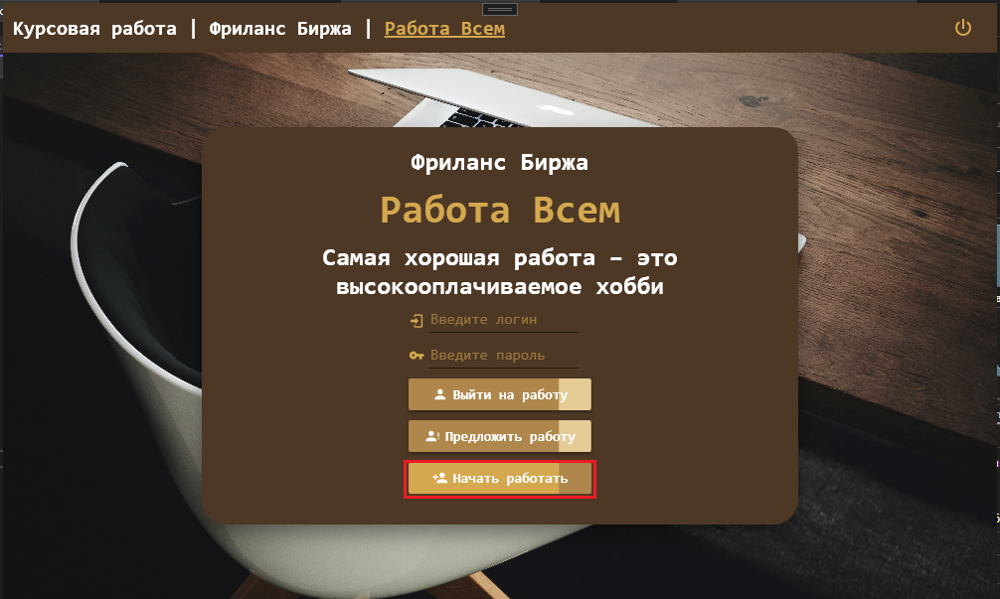 Курсовая работа | Фриланс Биржа | Работа Всем
Фриланс Биржа
Работа Всем
Самая хорошая работа – это
высокооплачиваемое хобби
Введите логин
Введите пароль
Выйти на работу
Предложить работу
Начать работать